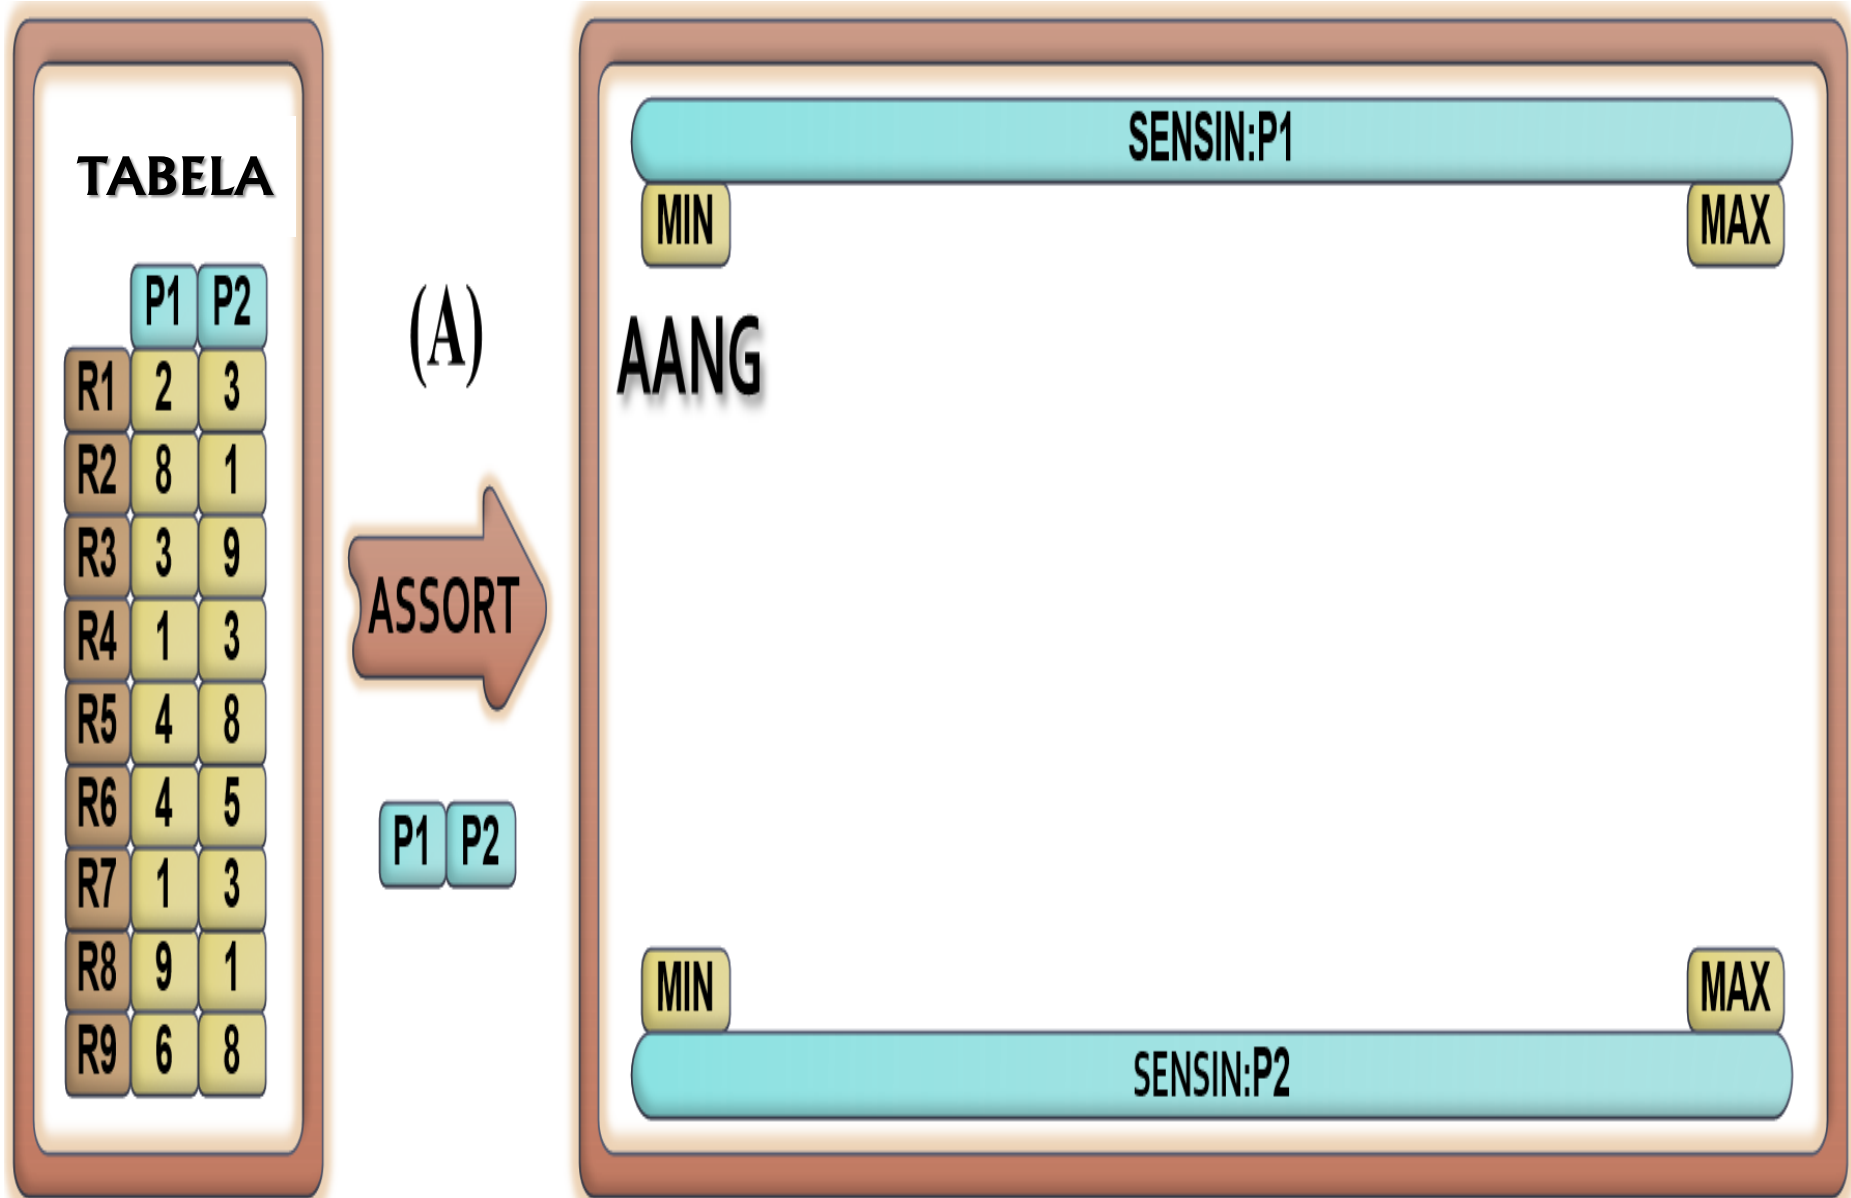 TABELA
P1 P2
R1 2 3
R2 8 1
R3 3 9
R4 1 3
R5 4 8
R6 4 5
R7 1 3
R8 9 1
R9 6 8
(A)
ASSORT
P1 P2
SENSIN:P1
MIN MAX
AANG
MIN MAX
SENSIN:P2